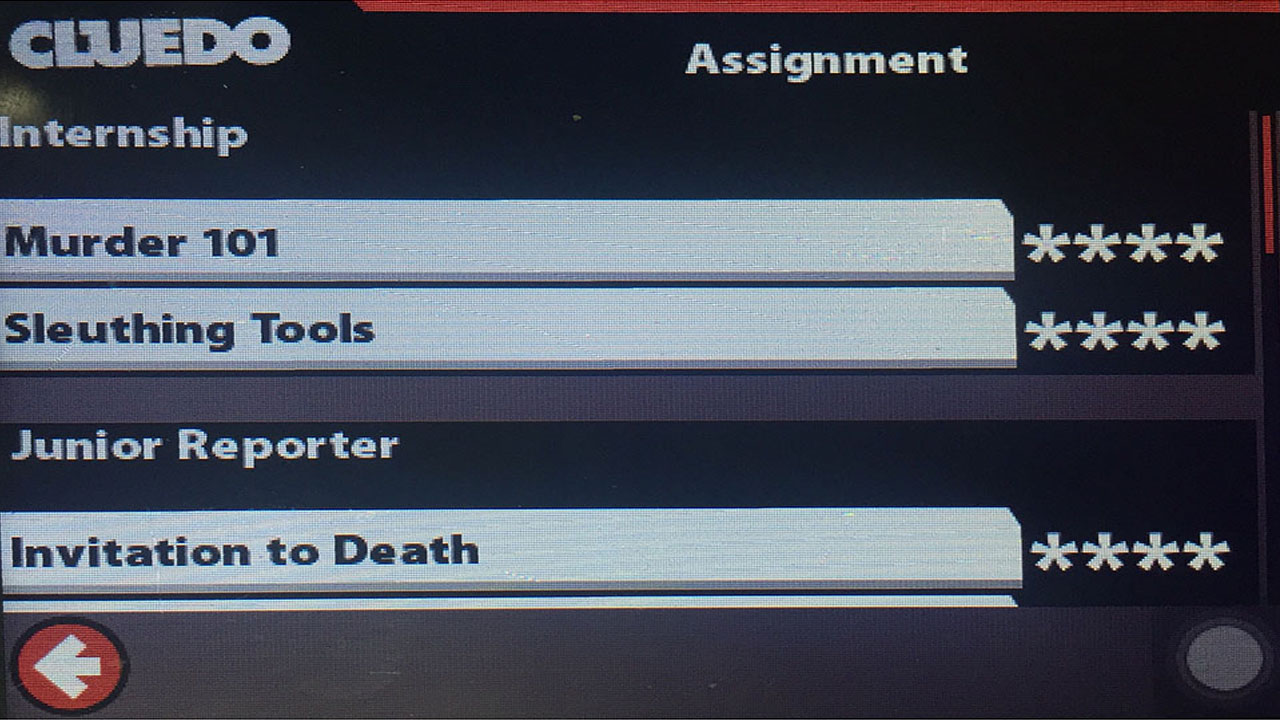 CLUEDO
Assignment
Internship
Murder 101 ****
Sleuthing Tools ****
Junior Reporter
Invitation to Death ****